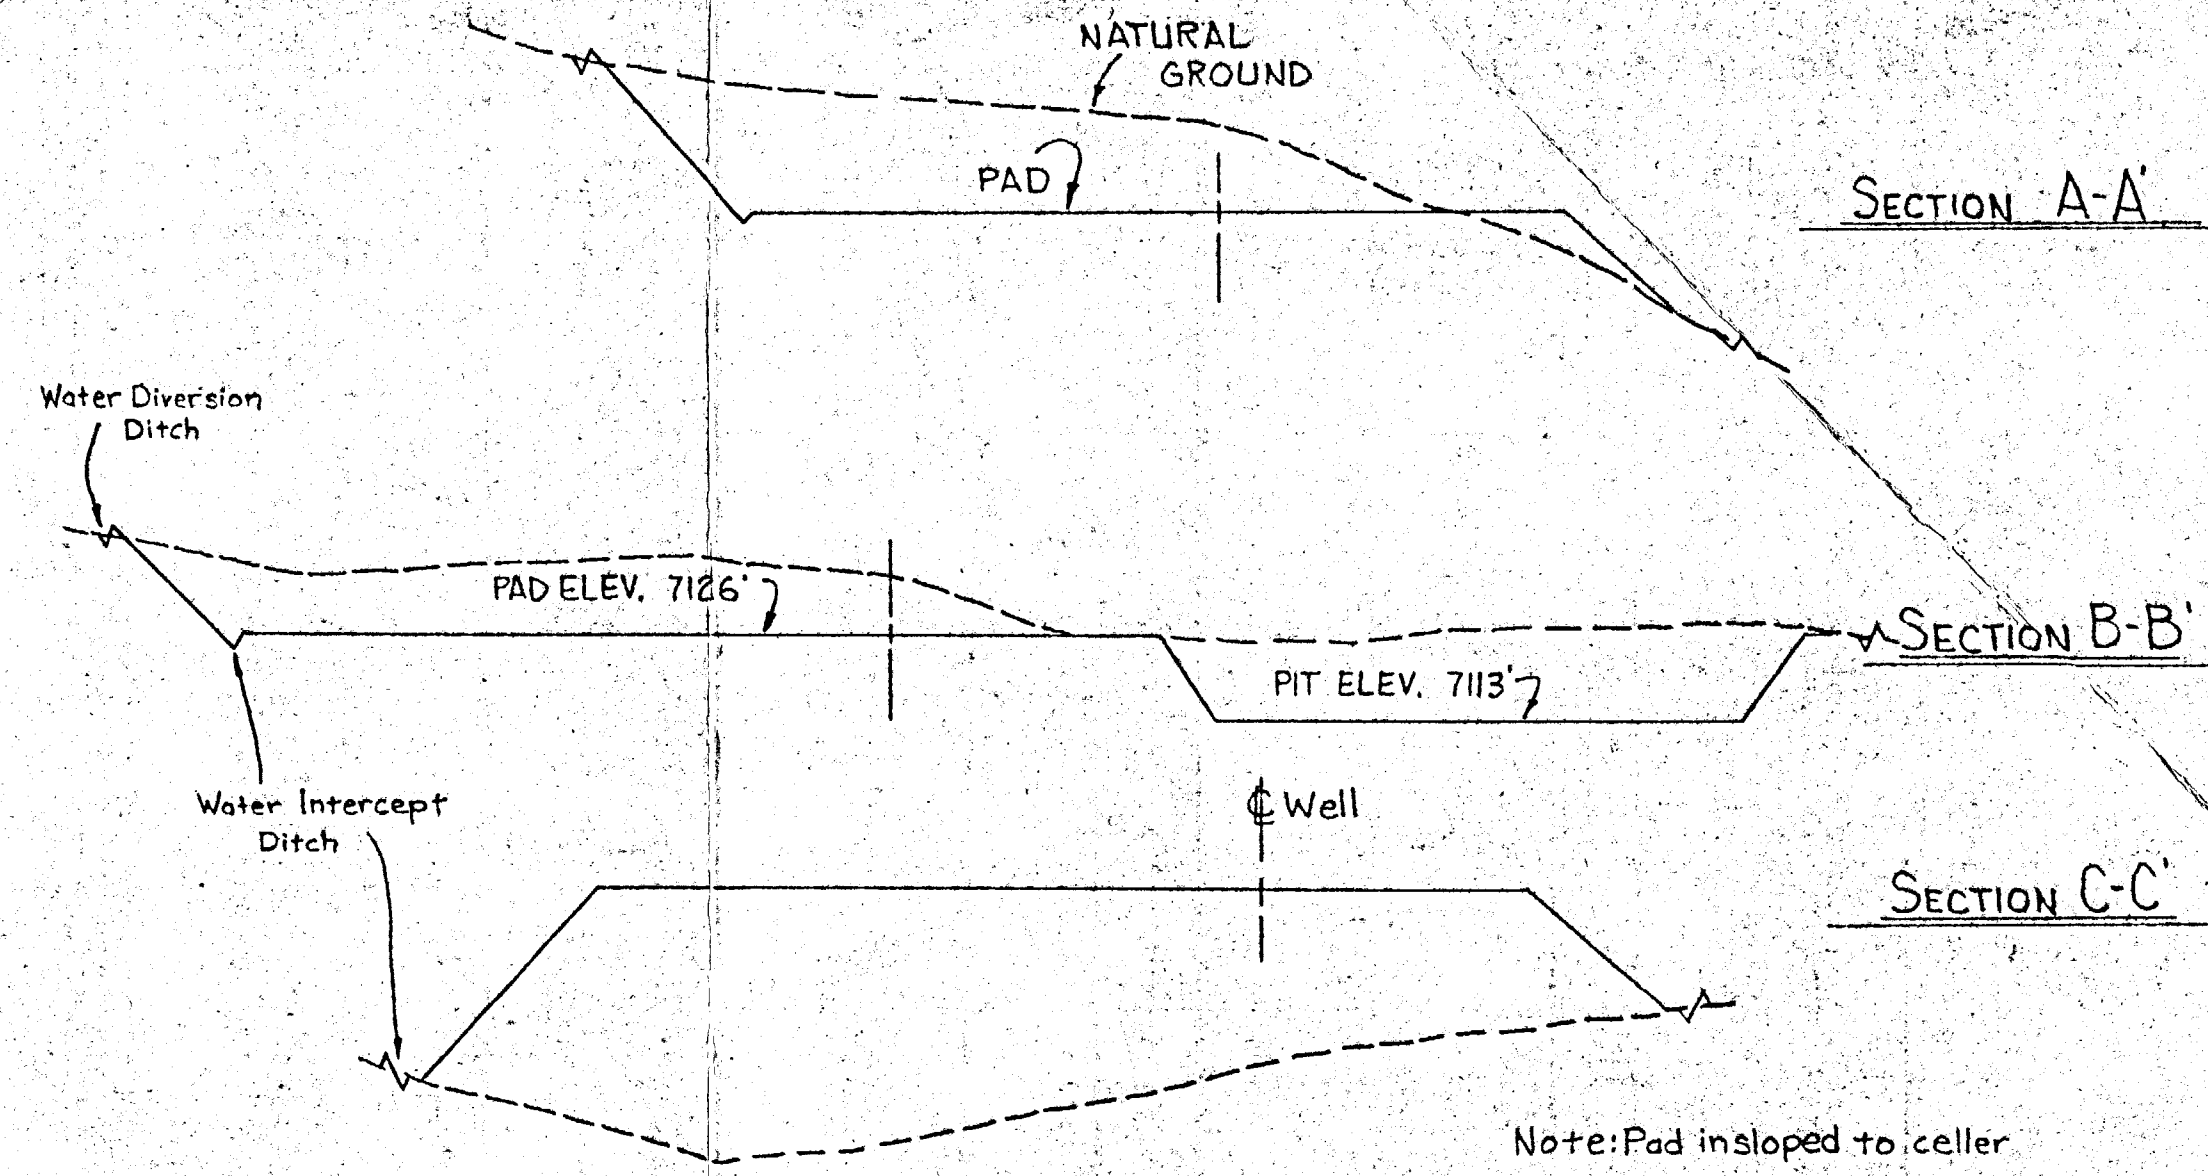 NATURAL
GROUND
PAD
SECTION A-A'
Water Diversion
Ditch
PAD ELEV. 7126'
SECTION B-B'
PIT ELEV. 7113'
Water Intercept
Ditch
℄ Well
SECTION C-C'
Note: Pad insloped to celler